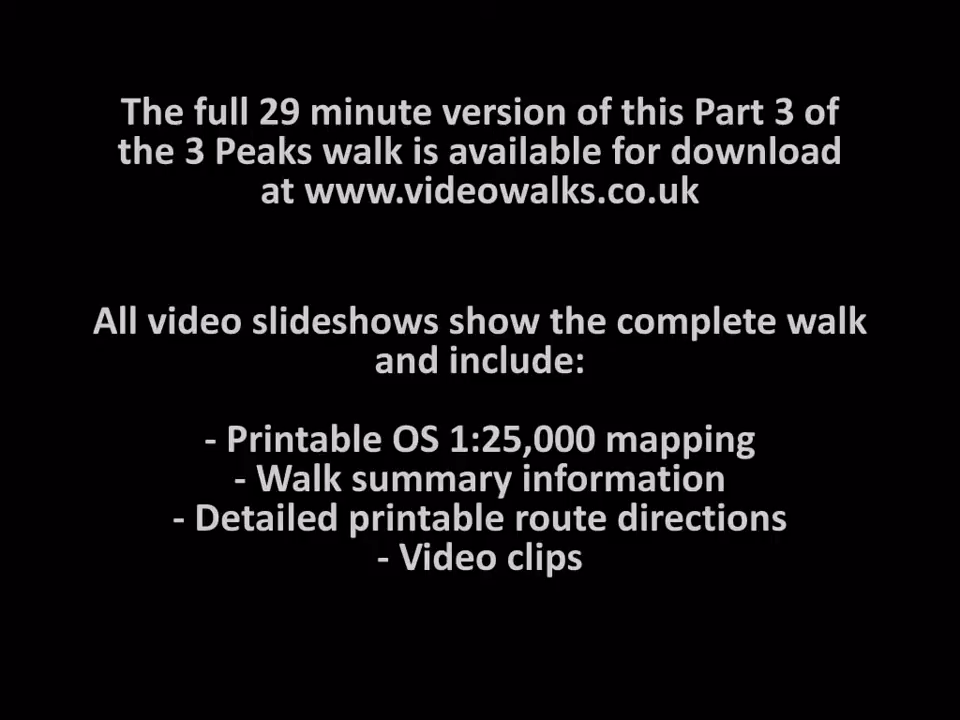 The full 29 minute version of this Part 3 of
the 3 Peaks walk is available for download
at www.videowalks.co.uk
All video slideshows show the complete walk
and include:
- Printable OS 1:25,000 mapping
- Walk summary information
- Detailed printable route directions
- Video clips